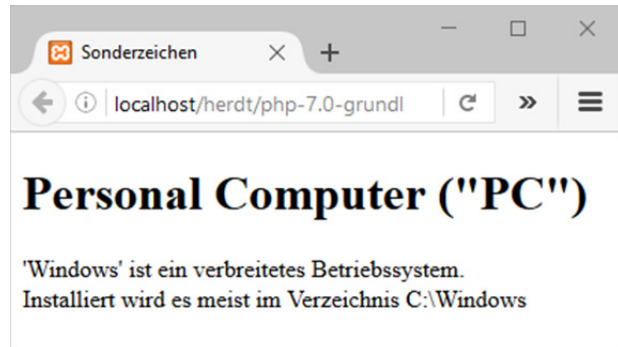 Sonderzeichen
localhost/herdt/php-7.0-grundl
Personal Computer ("PC")
'Windows' ist ein verbreitetes Betriebssystem.
Installiert wird es meist im Verzeichnis C:\Windows